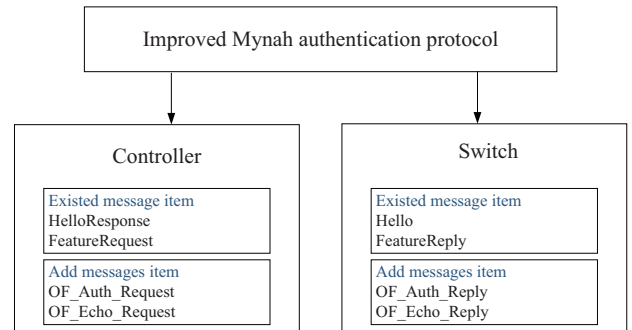 Improved Mynah authentication protocol
Controller
Existed message item
HelloResponse
FeatureRequest
Add messages item
OF_Auth_Request
OF_Echo_Request
Switch
Existed message item
Hello
FeatureReply
Add messages item
OF_Auth_Reply
OF_Echo_Reply